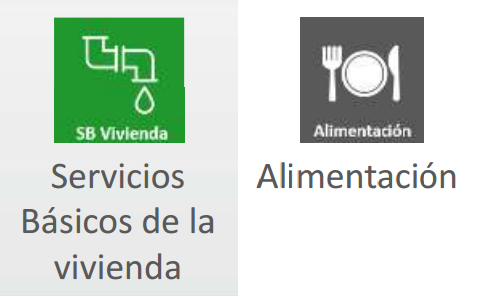 SB Vivienda
Servicios
Básicos de la
vivienda
Alimentación
Alimentación